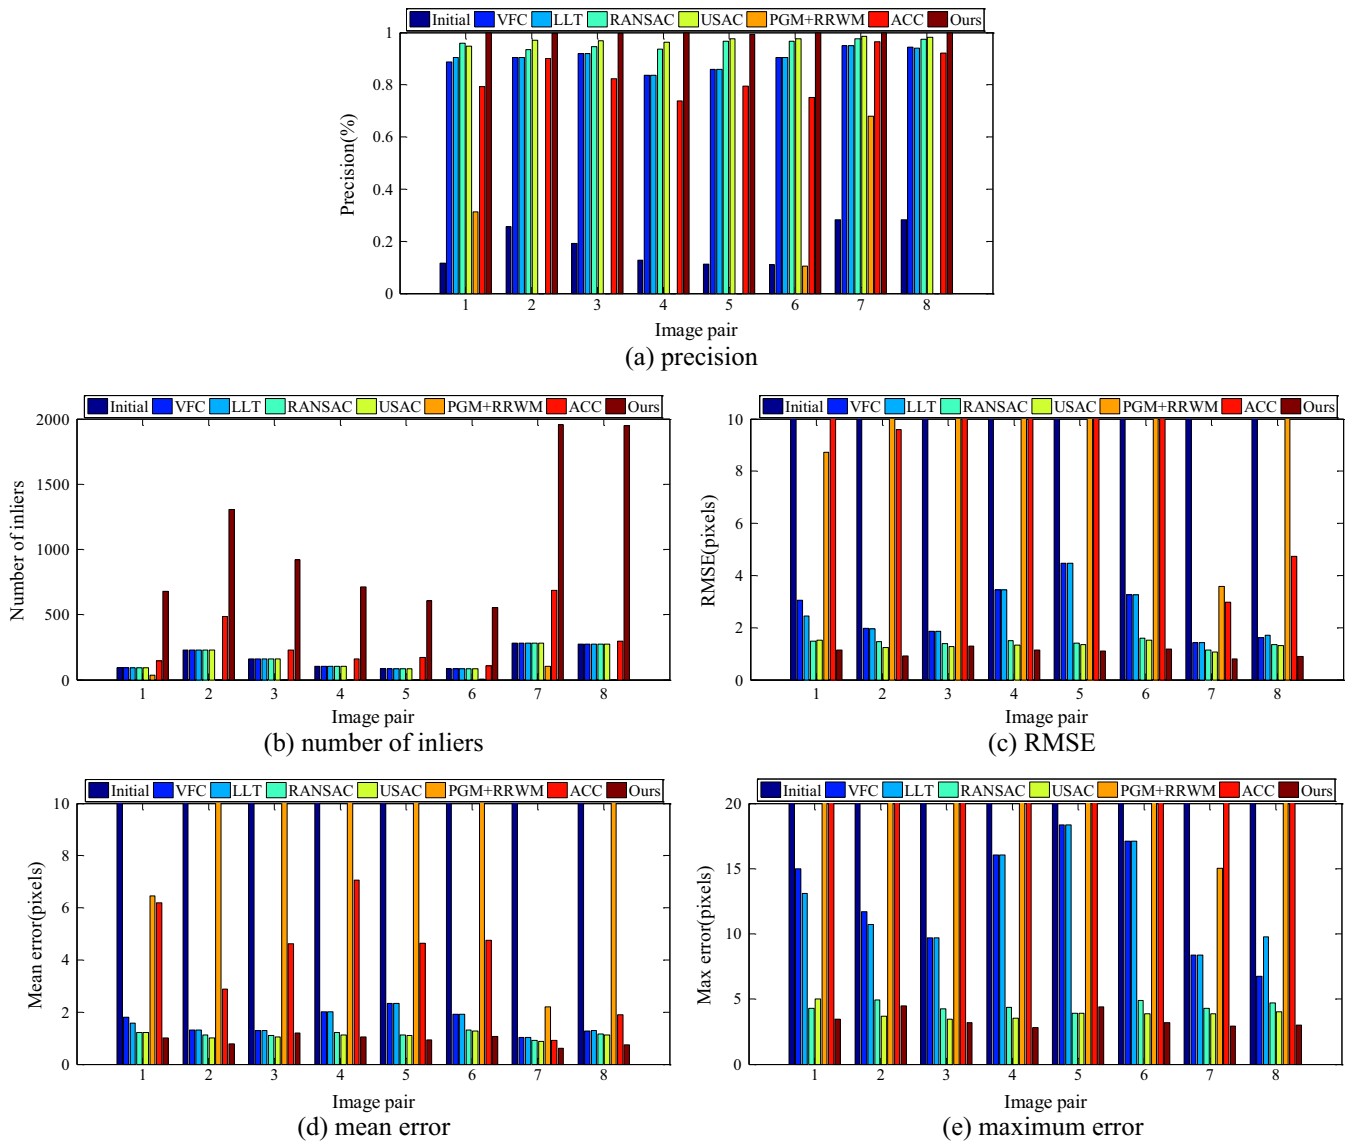 Initial VFC LLT RANSAC USAC PGM+RRWM ACC Ours
1
0.8
0.6
0.4
0.2
0
Precision(%)
1 2 3 4 5 6 7 8
Image pair
(a) precision
Initial VFC LLT RANSAC USAC PGM+RRWM ACC Ours
2000
1500
1000
500
0
Number of inliers
1 2 3 4 5 6 7 8
Image pair
(b) number of inliers
Initial VFC LLT RANSAC USAC PGM+RRWM ACC Ours
10
8
6
4
2
0
RMSE(pixels)
1 2 3 4 5 6 7 8
Image pair
(c) RMSE
Initial VFC LLT RANSAC USAC PGM+RRWM ACC Ours
10
8
6
4
2
0
Mean error(pixels)
1 2 3 4 5 6 7 8
Image pair
(d) mean error
Initial VFC LLT RANSAC USAC PGM+RRWM ACC Ours
20
15
10
5
0
Max error(pixels)
1 2 3 4 5 6 7 8
Image pair
(e) maximum error